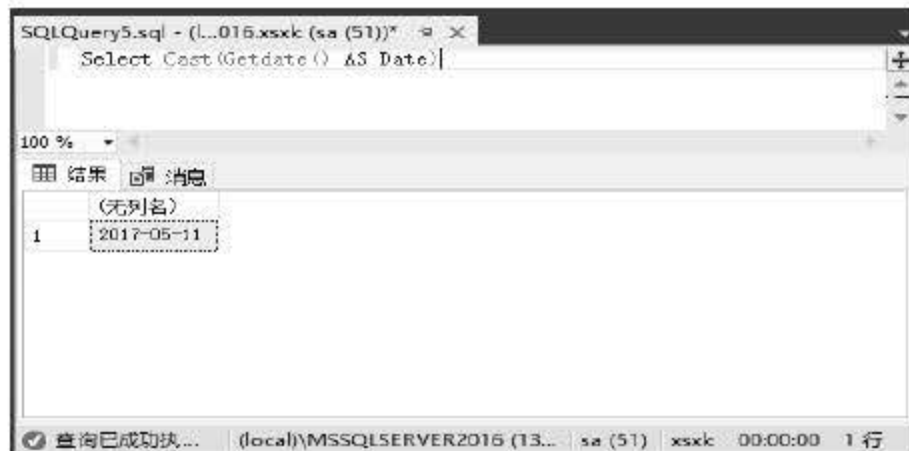 SQLQuery5.sql - (l...016.xsxk (sa (51))*
Select Cast(Getdate() AS Date)
100 %
结果 消息
(无列名)
1 2017-05-11
查询已成功执... (local)\MSSQLSERVER2016 (13... sa (51) xsxk 00:00:00 1 行